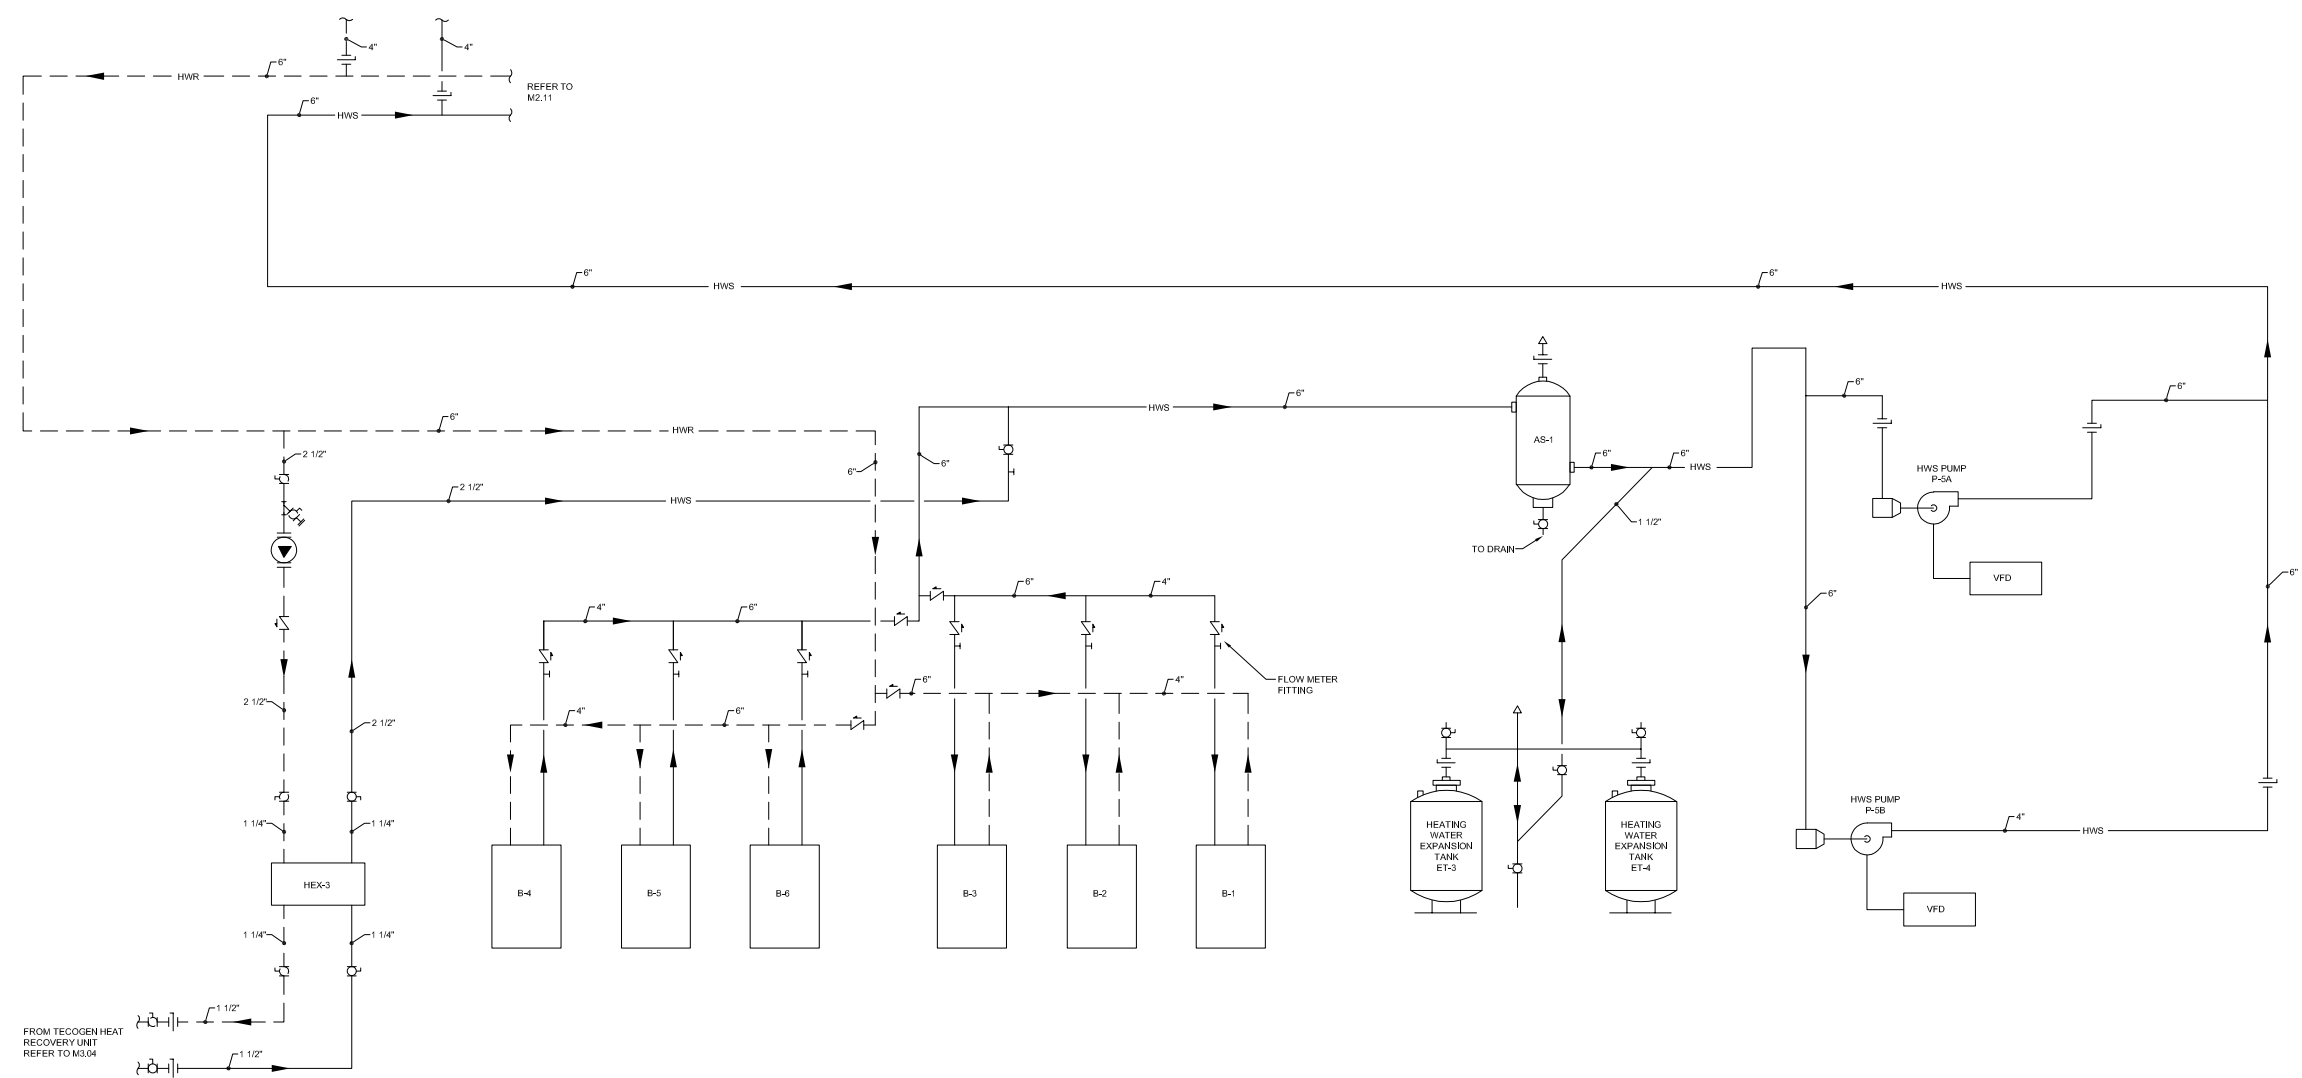 4"
4"
6"
HWR
REFER TO
M2.11
6"
HWS
6"
HWS
6"
HWS
6"
6"
6"
HWS
6"
6"
HWR
AS-1
2 1/2"
6"
6"
6"
6"
HWS
HWS PUMP
P-5A
2 1/2"
HWS
1 1/2"
TO DRAIN
VFD
6"
6"
4"
6"
4"
6"
FLOW METER
FITTING
6"
4"
2 1/2"
4"
6"
2 1/2"
HWS PUMP
P-5B
1 1/4"
1 1/4"
4"
HWS
HEATING
WATER
EXPANSION
TANK
ET-3
HEATING
WATER
EXPANSION
TANK
ET-4
HEX-3
B-4
B-5
B-6
B-3
B-2
B-1
VFD
1 1/4"
1 1/4"
1 1/2"
FROM TECOGEN HEAT
RECOVERY UNIT
REFER TO M3.04
1 1/2"